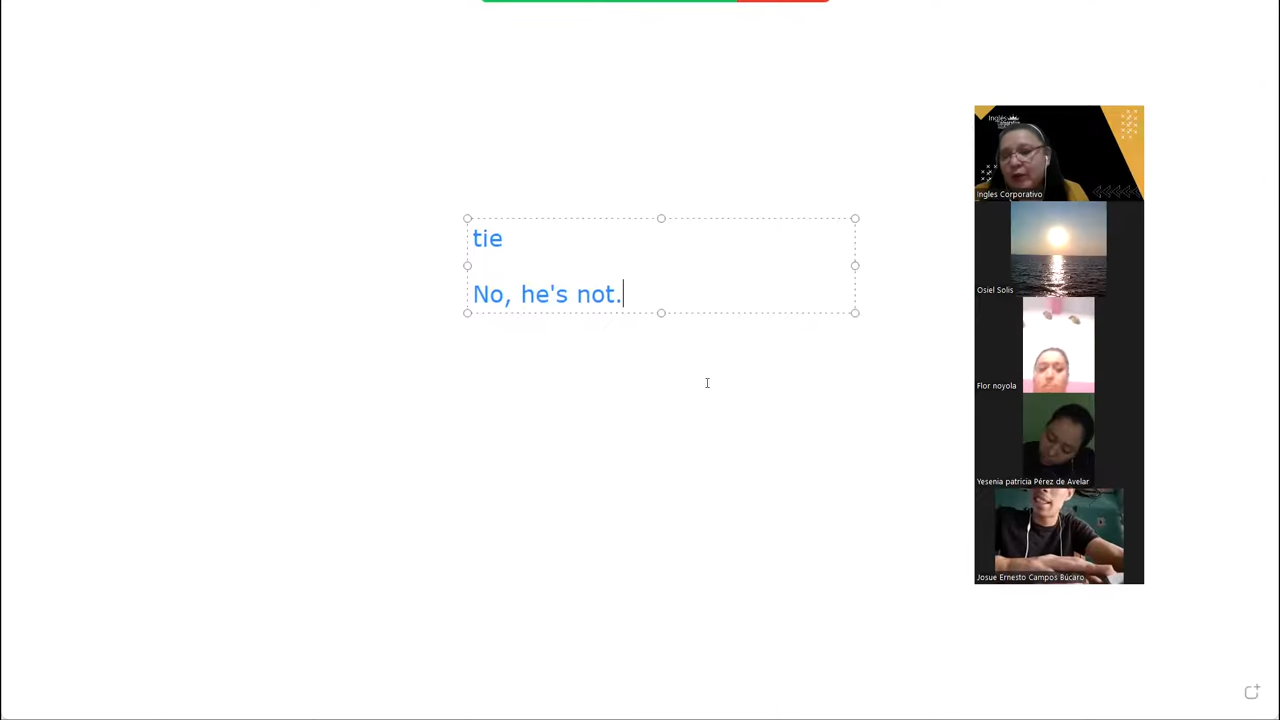 tie
No, he's not.
Inglés
Ingles Corporativo
Osiel Solis
Flor noyola
Yesenia patricia Pérez de Avelar
Josue Ernesto Campos Búcaro